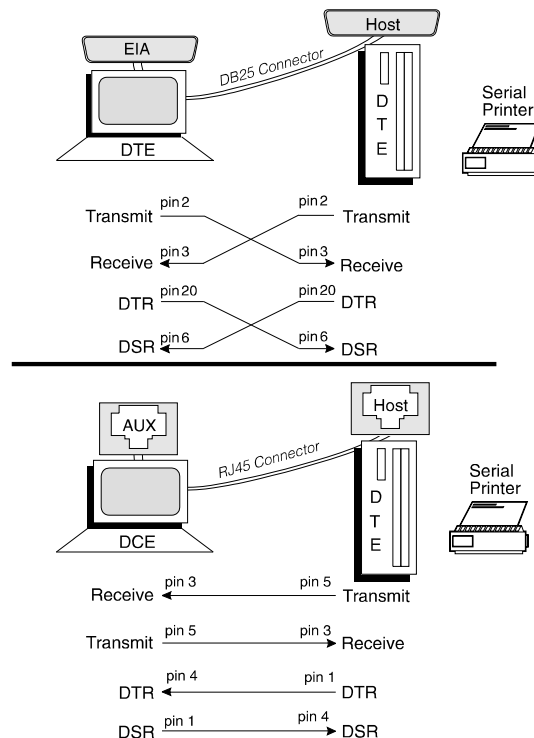 EIA
Host
DB25 Connector
DTE
D
T
E
Serial
Printer
Transmit pin 2 pin 2 Transmit
Receive pin 3 pin 3 Receive
DTR pin 20 pin 20 DTR
DSR pin 6 pin 6 DSR
AUX
Host
RJ45 Connector
DCE
D
T
E
Serial
Printer
Receive pin 3 pin 5 Transmit
Transmit pin 5 pin 3 Receive
DTR pin 4 pin 1 DTR
DSR pin 1 pin 4 DSR